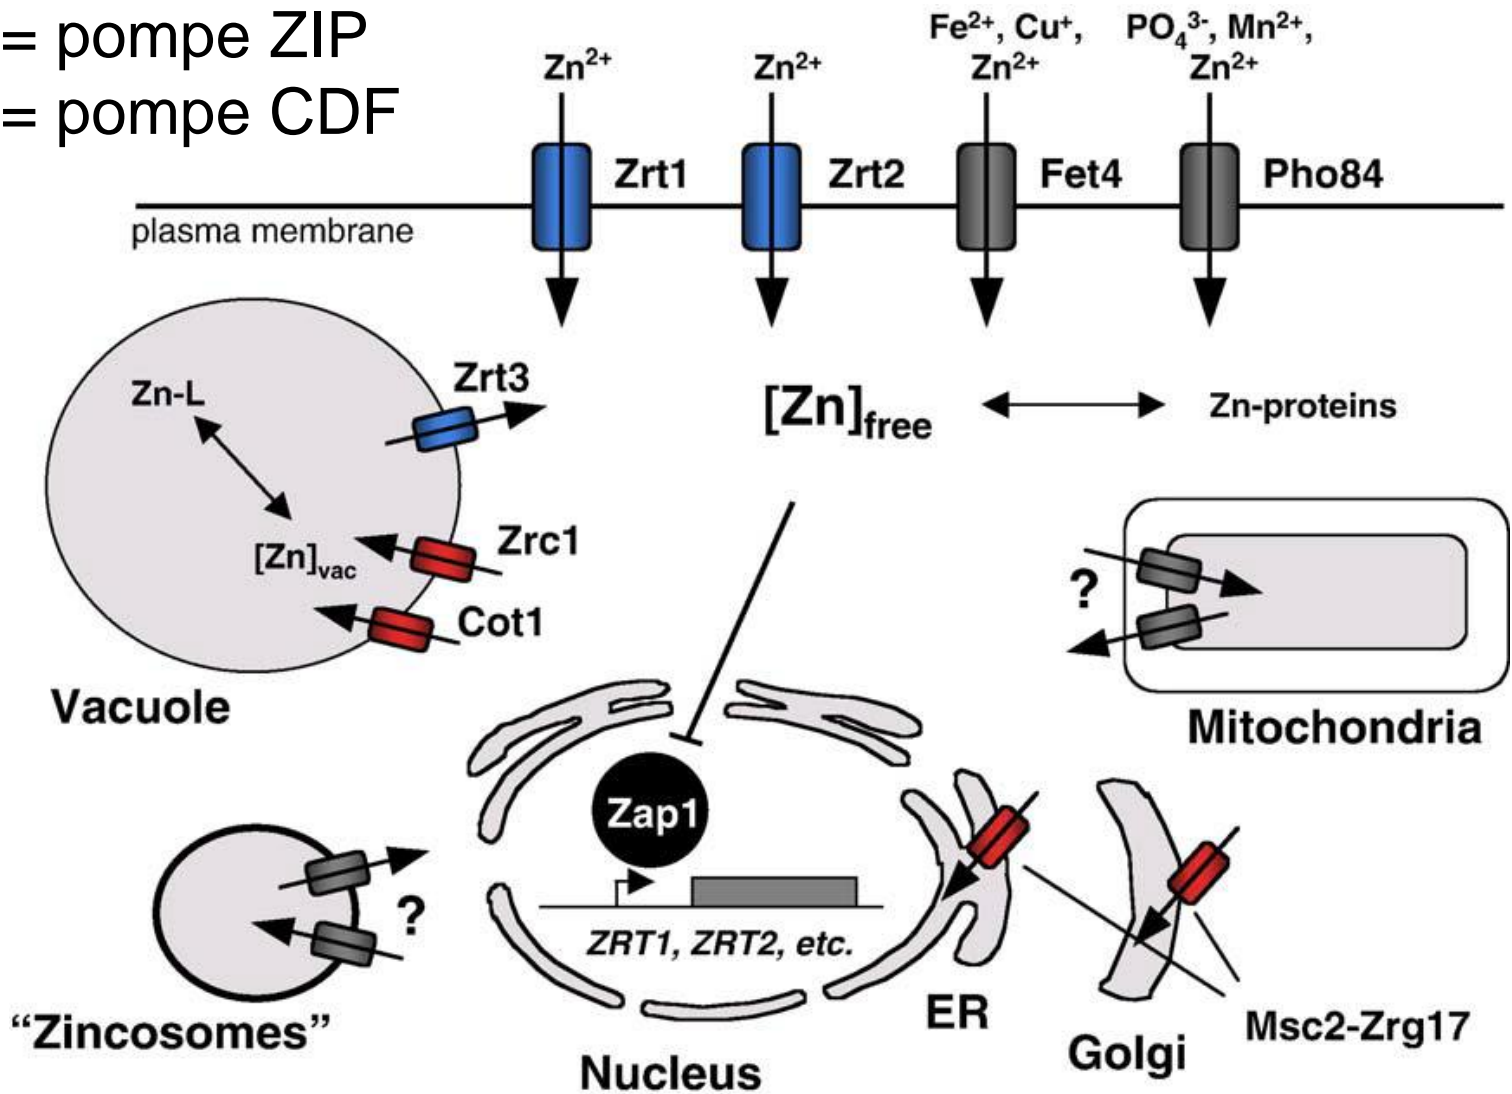 = pompe ZIP
= pompe CDF
Zn²⁺
Zn²⁺
Fe²⁺, Cu⁺,
Zn²⁺
PO₄³⁻, Mn²⁺,
Zn²⁺
Zrt1
Zrt2
Fet4
Pho84
plasma membrane
Zrt3
Zn-L
[Zn]free
Zn-proteins
Zrc1
[Zn]vac
Cot1
?
Vacuole
Mitochondria
Zap1
?
ZRT1, ZRT2, etc.
“Zincosomes”
ER
Golgi
Msc2-Zrg17
Nucleus